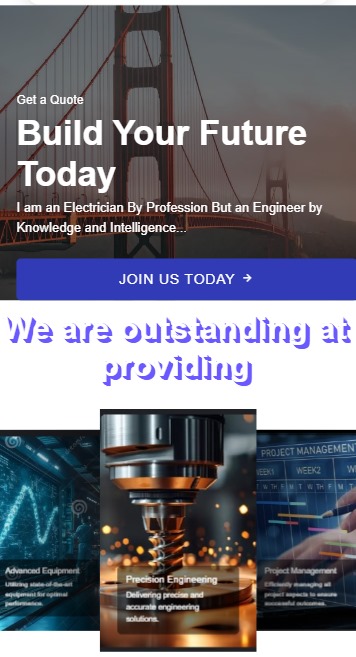 Get a Quote
Build Your Future
Today
I am an Electrician By Profession But an Engineer by
Knowledge and Intelligence...
JOIN US TODAY →
We are outstanding at
providing
PROJECT MANAGEMENT
WEEK1 WEEK2
Advanced Equipment
Utilizing state-of-the-art
equipment for optimal
performance.
Precision Engineering
Delivering precise and
accurate engineering
solutions.
Project Management
Efficiently managing all
project aspects to ensure
successful outcomes.